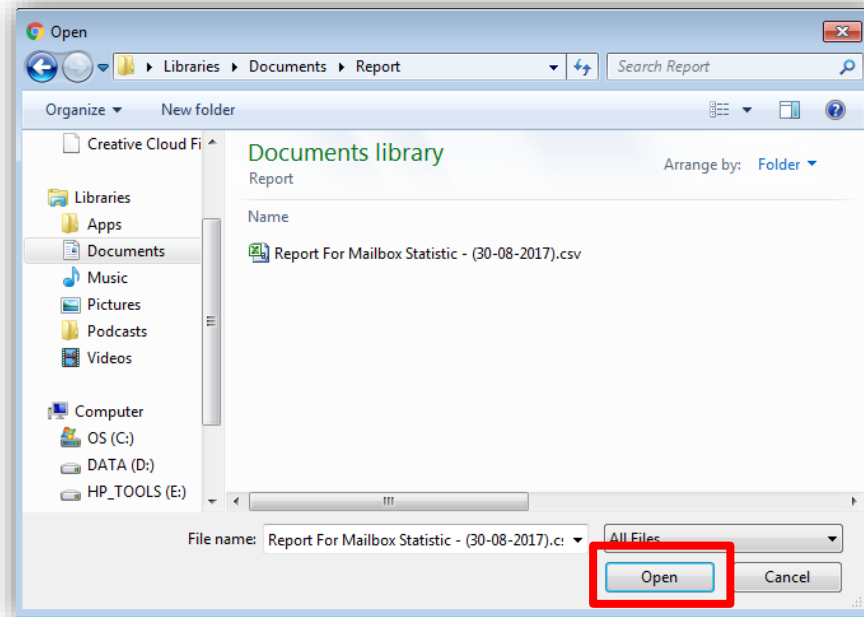 Open
Libraries Documents Report Search Report
Organize New folder
Creative Cloud Fi
Libraries
Apps
Documents
Music
Pictures
Podcasts
Videos
Computer
OS (C:)
DATA (D:)
HP_TOOLS (E:)
Documents library
Report
Arrange by: Folder
Name
Report For Mailbox Statistic - (30-08-2017).csv
File name: Report For Mailbox Statistic - (30-08-2017).c All Files
Open Cancel